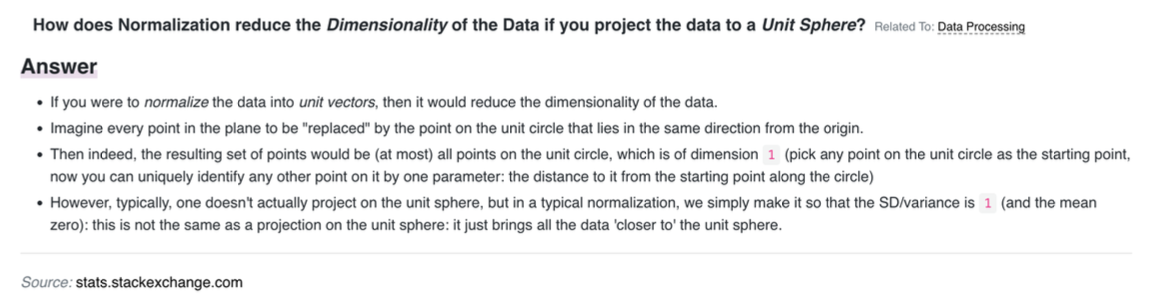 How does Normalization reduce the Dimensionality of the Data if you project the data to a Unit Sphere? Related To: Data Processing
Answer
• If you were to normalize the data into unit vectors, then it would reduce the dimensionality of the data.
• Imagine every point in the plane to be "replaced" by the point on the unit circle that lies in the same direction from the origin.
• Then indeed, the resulting set of points would be (at most) all points on the unit circle, which is of dimension 1 (pick any point on the unit circle as the starting point,
now you can uniquely identify any other point on it by one parameter: the distance to it from the starting point along the circle)
• However, typically, one doesn't actually project on the unit sphere, but in a typical normalization, we simply make it so that the SD/variance is 1 (and the mean
zero): this is not the same as a projection on the unit sphere: it just brings all the data 'closer to' the unit sphere.
Source: stats.stackexchange.com